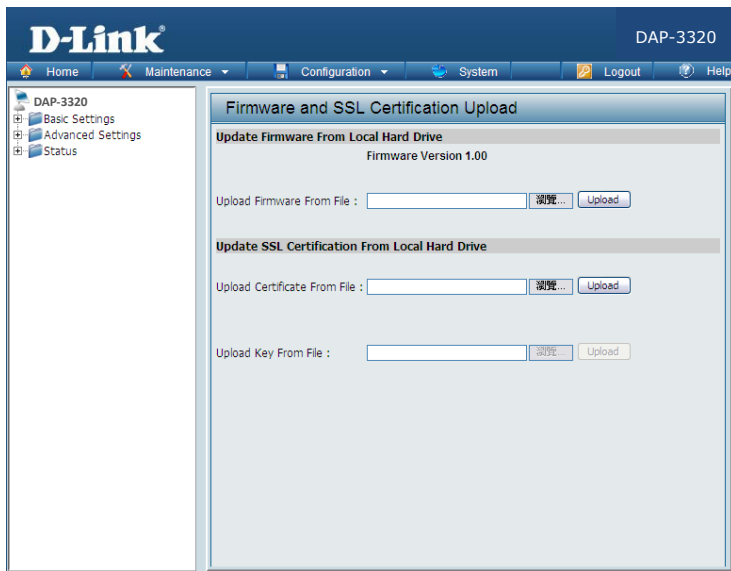 D-Link®
DAP-3320
Home Maintenance Configuration System Logout Help
DAP-3320
Basic Settings
Advanced Settings
Status
Firmware and SSL Certification Upload
Update Firmware From Local Hard Drive
Firmware Version 1.00
Upload Firmware From File : 瀏覽... Upload
Update SSL Certification From Local Hard Drive
Upload Certificate From File : 瀏覽... Upload
Upload Key From File : 瀏覽... Upload